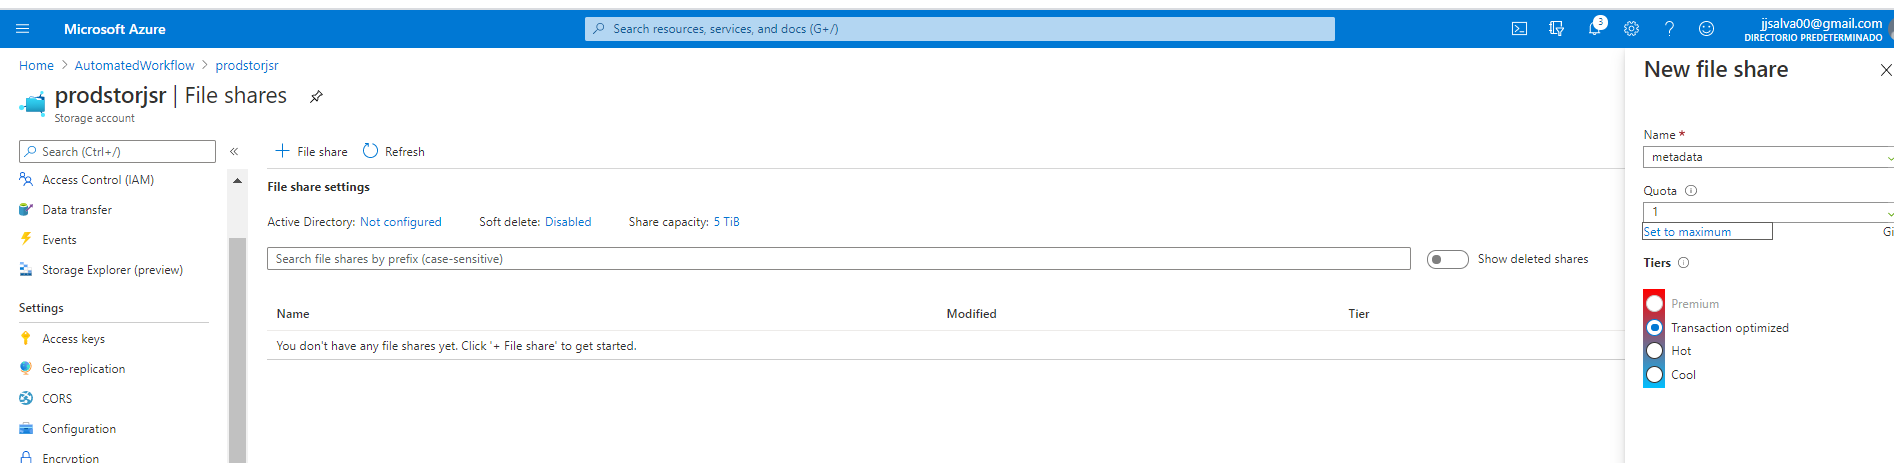 Microsoft Azure
Search resources, services, and docs (G+/)
3
jjsalva00@gmail.com
DIRECTORIO PREDETERMINADO
Home > AutomatedWorkflow > prodstorjsr
prodstorjsr | File shares
Storage account
Search (Ctrl+/)
«
Access Control (IAM)
Data transfer
Events
Storage Explorer (preview)
Settings
Access keys
Geo-replication
CORS
Configuration
Encryption
+ File share
Refresh
File share settings
Active Directory: Not configured
Soft delete: Disabled
Share capacity: 5 TiB
Search file shares by prefix (case-sensitive)
Show deleted shares
Name
Modified
Tier
You don't have any file shares yet. Click '+ File share' to get started.
New file share
Name *
metadata
Quota
1
Set to maximum
Gi
Tiers
Premium
Transaction optimized
Hot
Cool